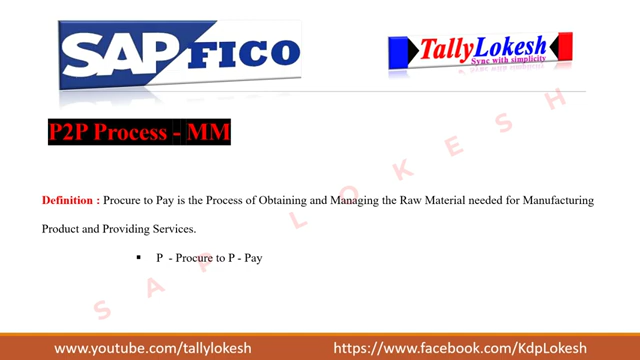 SAP FICO
TallyLokesh
Sync with simplicity
P2P Process - MM
Definition : Procure to Pay is the Process of Obtaining and Managing the Raw Material needed for Manufacturing
Product and Providing Services.
▪ P - Procure to P - Pay
SAP LOKESH
www.youtube.com/tallylokesh
https://www.facebook.com/KdpLokesh